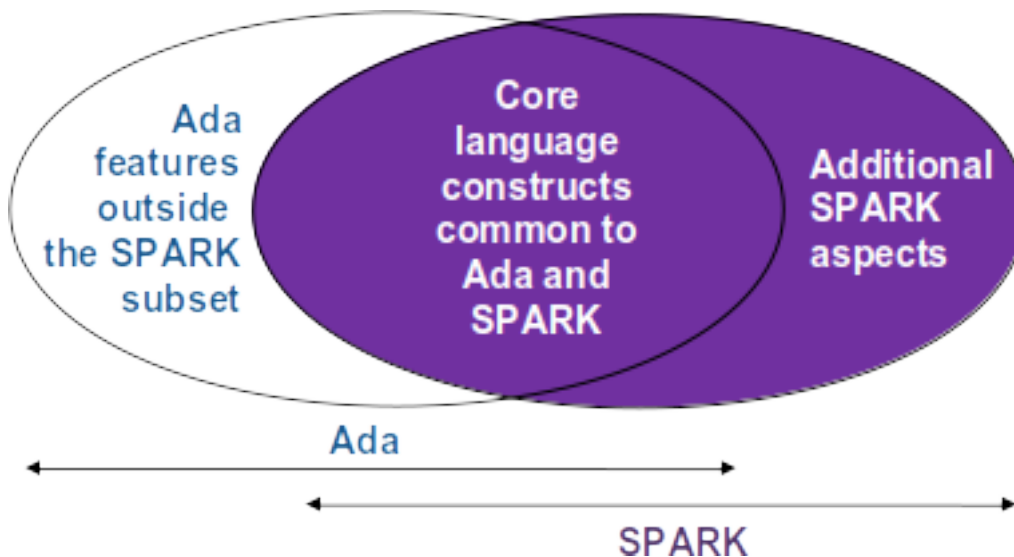 Ada
features
outside
the SPARK
subset
Core
language
constructs
common to
Ada and
SPARK
Additional
SPARK
aspects
Ada
SPARK